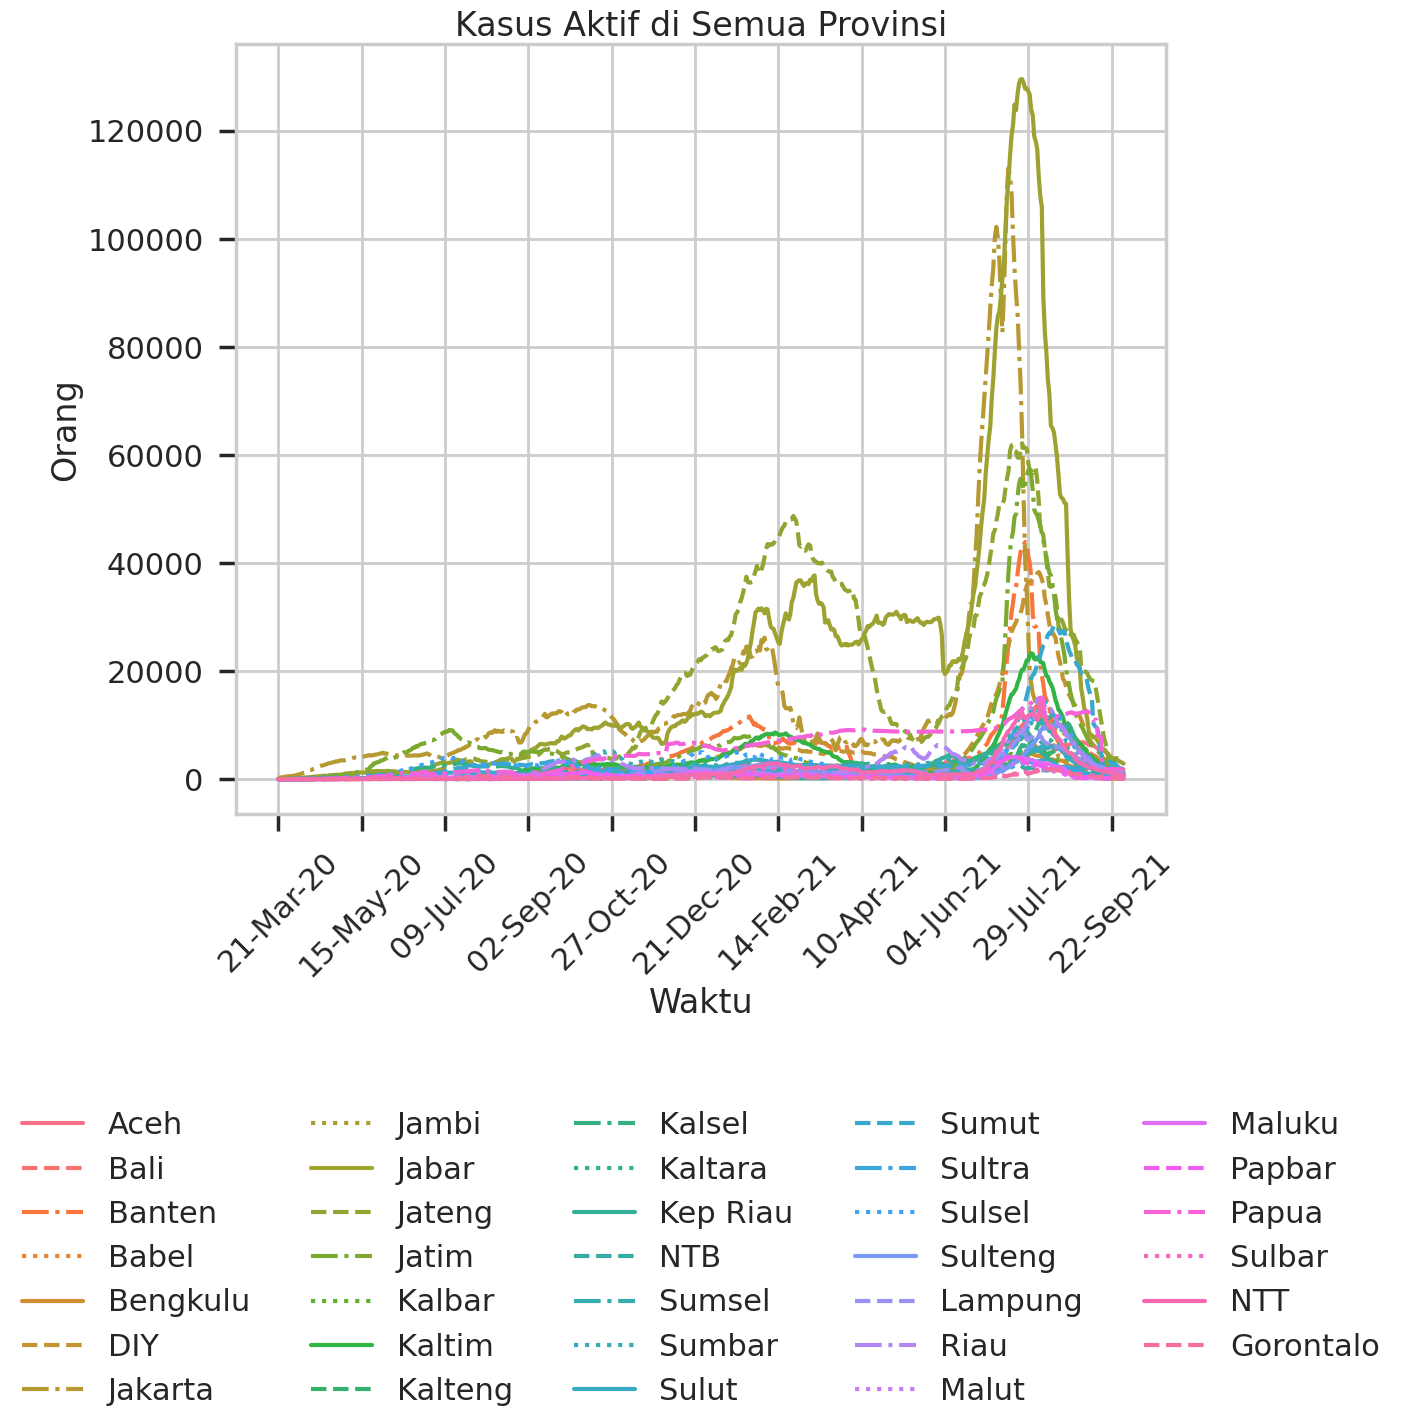 Kasus Aktif di Semua Provinsi
120000
100000
80000
60000
40000
20000
0
Orang
21-Mar-20
15-May-20
09-Jul-20
02-Sep-20
27-Oct-20
21-Dec-20
14-Feb-21
10-Apr-21
04-Jun-21
29-Jul-21
22-Sep-21
Waktu
Aceh
Bali
Banten
Babel
Bengkulu
DIY
Jakarta
Jambi
Jabar
Jateng
Jatim
Kalbar
Kaltim
Kalteng
Kalsel
Kaltara
Kep Riau
NTB
Sumsel
Sumbar
Sulut
Sumut
Sultra
Sulsel
Sulteng
Lampung
Riau
Malut
Maluku
Papbar
Papua
Sulbar
NTT
Gorontalo